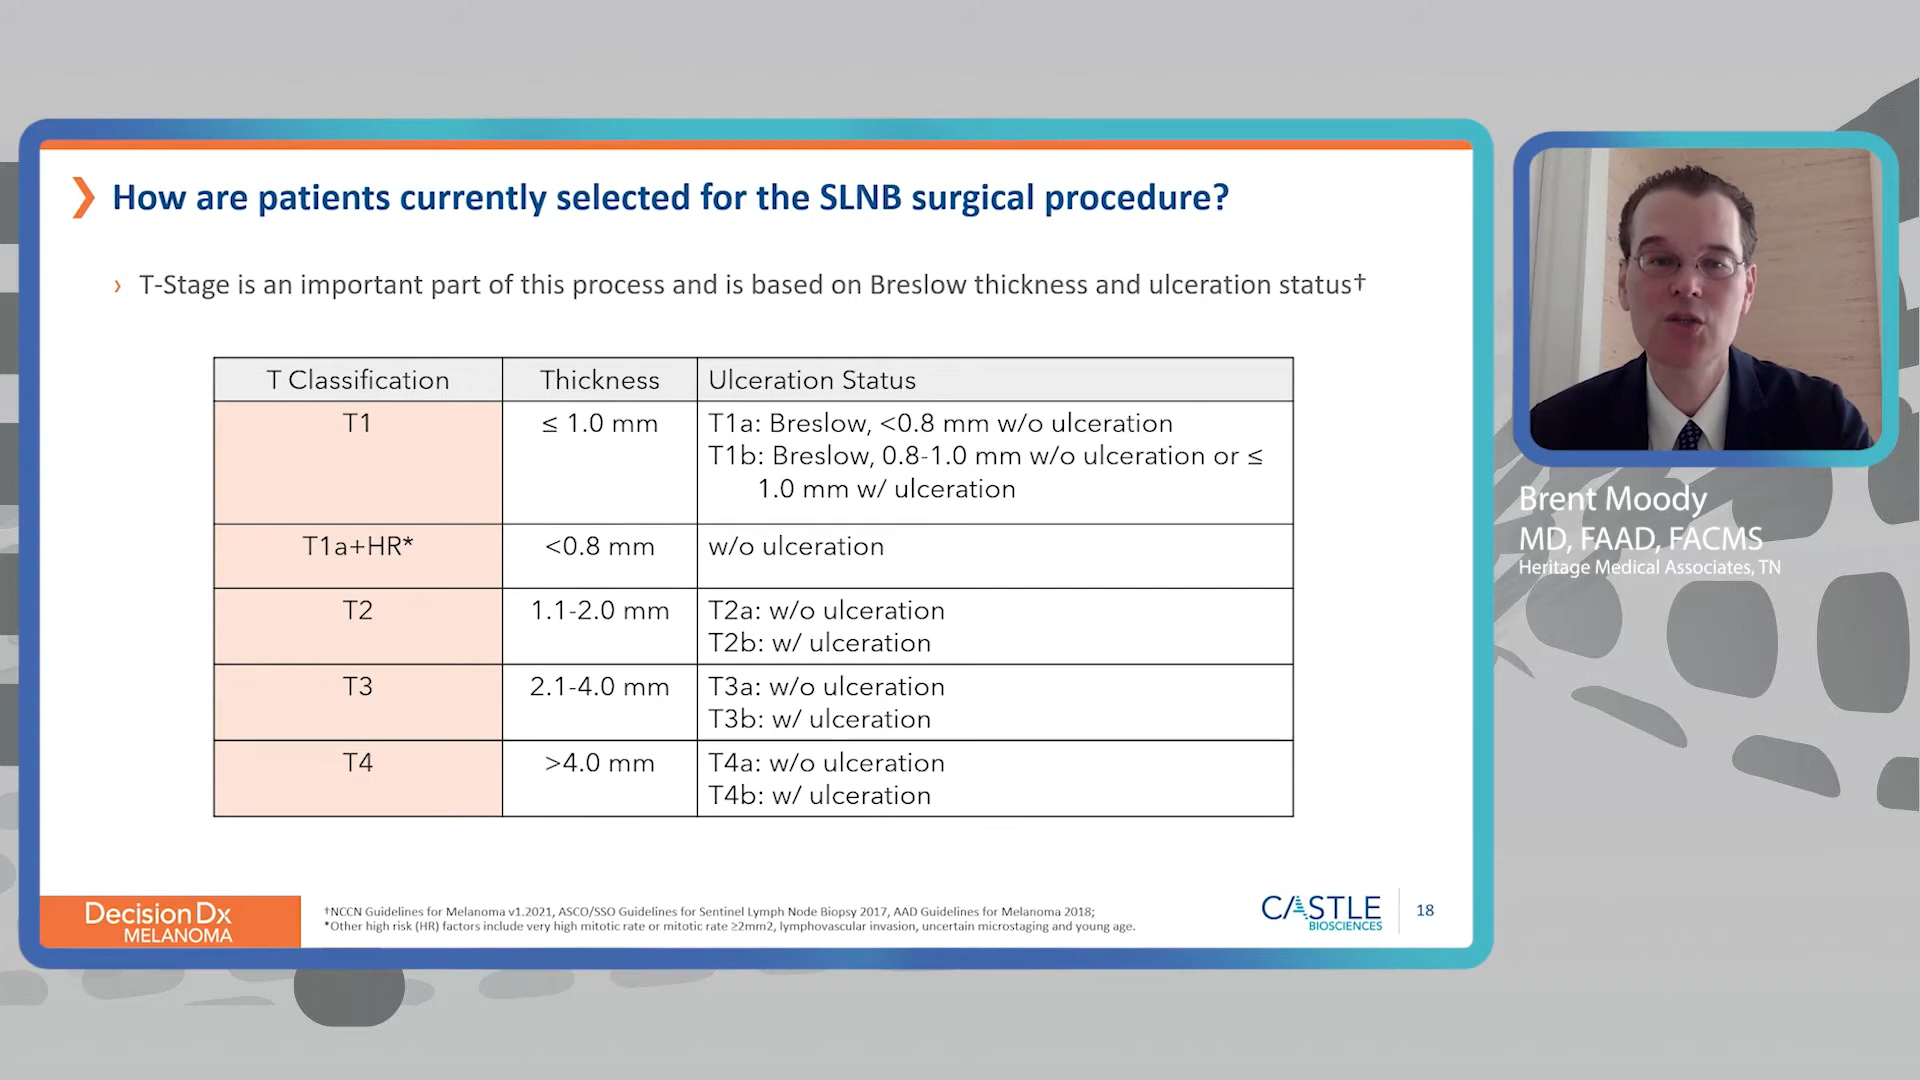 How are patients currently selected for the SLNB surgical procedure?
› T-Stage is an important part of this process and is based on Breslow thickness and ulceration status†
T Classification Thickness Ulceration Status
T1 ≤ 1.0 mm T1a: Breslow, <0.8 mm w/o ulceration
T1b: Breslow, 0.8-1.0 mm w/o ulceration or ≤
1.0 mm w/ ulceration
T1a+HR* <0.8 mm w/o ulceration
T2 1.1-2.0 mm T2a: w/o ulceration
T2b: w/ ulceration
T3 2.1-4.0 mm T3a: w/o ulceration
T3b: w/ ulceration
T4 >4.0 mm T4a: w/o ulceration
T4b: w/ ulceration
DecisionDx
MELANOMA
†NCCN Guidelines for Melanoma v1.2021, ASCO/SSO Guidelines for Sentinel Lymph Node Biopsy 2017, AAD Guidelines for Melanoma 2018;
*Other high risk (HR) factors include very high mitotic rate or mitotic rate ≥2mm2, lymphovascular invasion, uncertain microstaging and young age.
CASTLE
BIOSCIENCES
18
Brent Moody
MD, FAAD, FACMS
Heritage Medical Associates, TN